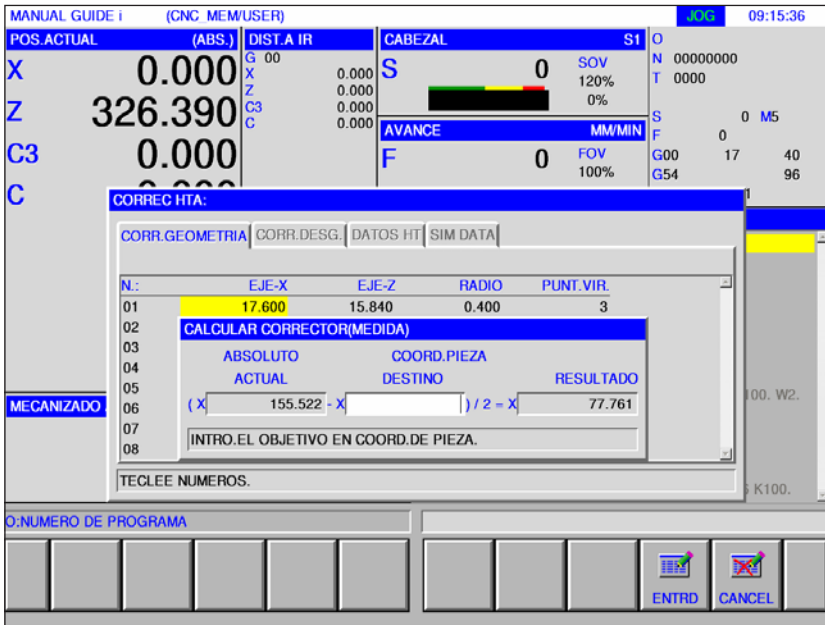 MANUAL GUIDE i (CNC_MEM/USER) JOG 09:15:36
POS.ACTUAL (ABS.) DIST.A IR CABEZAL S1 O
X 0.000 G 00 S 0 SOV N 00000000
X 0.000 120% T 0000
Z 326.390 Z 0.000 0%
C3 0.000
C 0.000 S 0 M5
AVANCE MM/MIN F 0
C3 0.000 F 0 FOV G00 17 40
100% G54 96
C
CORREC HTA:
CORR.GEOMETRIA CORR.DESG. DATOS HT SIM DATA
N.: EJE-X EJE-Z RADIO PUNT.VIR.
01 17.600 15.840 0.400 3
02 CALCULAR CORRECTOR(MEDIDA)
03 ABSOLUTO COORD.PIEZA
04 ACTUAL DESTINO RESULTADO
05
06 ( X 155.522 - X ) / 2 = X 77.761
07
08 INTRO.EL OBJETIVO EN COORD.DE PIEZA.
MECANIZADO
100. W2.
TECLEE NUMEROS.
K100.
O:NUMERO DE PROGRAMA
ENTRD CANCEL